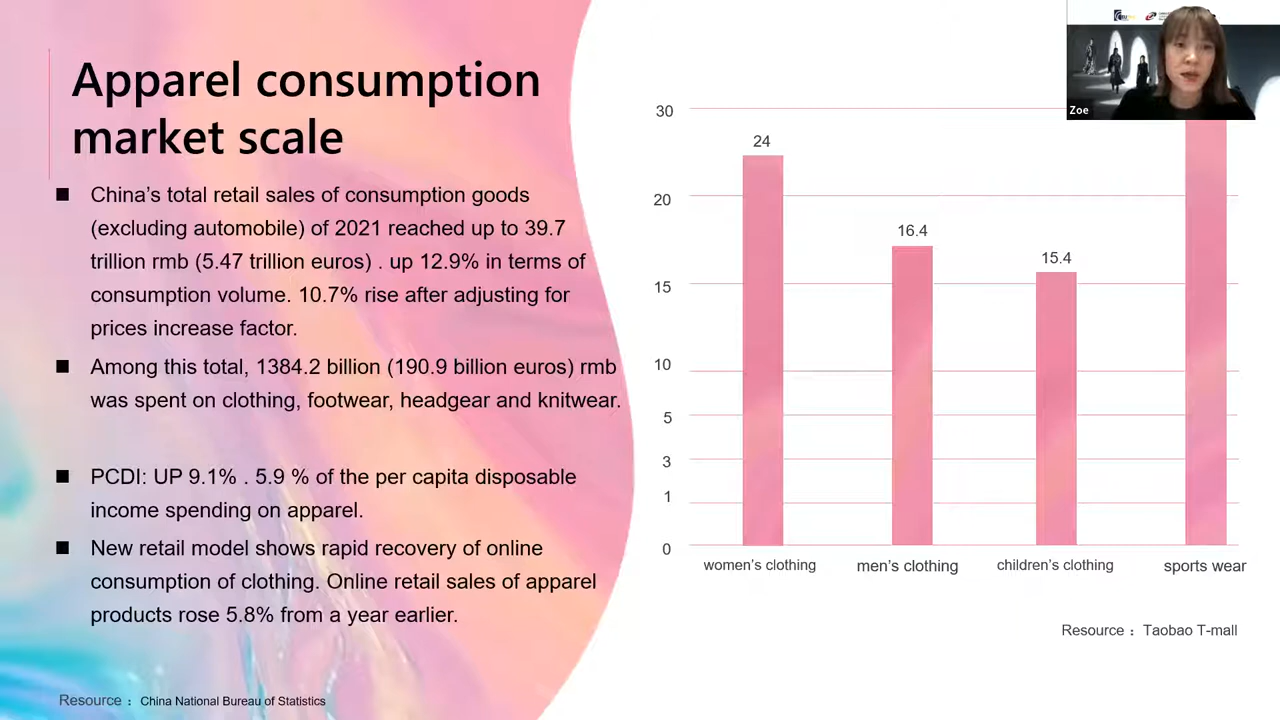 Apparel consumption
market scale
■ China’s total retail sales of consumption goods
(excluding automobile) of 2021 reached up to 39.7
trillion rmb (5.47 trillion euros) . up 12.9% in terms of
consumption volume. 10.7% rise after adjusting for
prices increase factor.
■ Among this total, 1384.2 billion (190.9 billion euros) rmb
was spent on clothing, footwear, headgear and knitwear.
■ PCDI: UP 9.1% . 5.9 % of the per capita disposable
income spending on apparel.
■ New retail model shows rapid recovery of online
consumption of clothing. Online retail sales of apparel
products rose 5.8% from a year earlier.
Resource： China National Bureau of Statistics
30
20
15
10
5
3
1
0
24
16.4
15.4
women’s clothing
men’s clothing
children’s clothing
sports wear
Resource：Taobao T-mall
Zoe